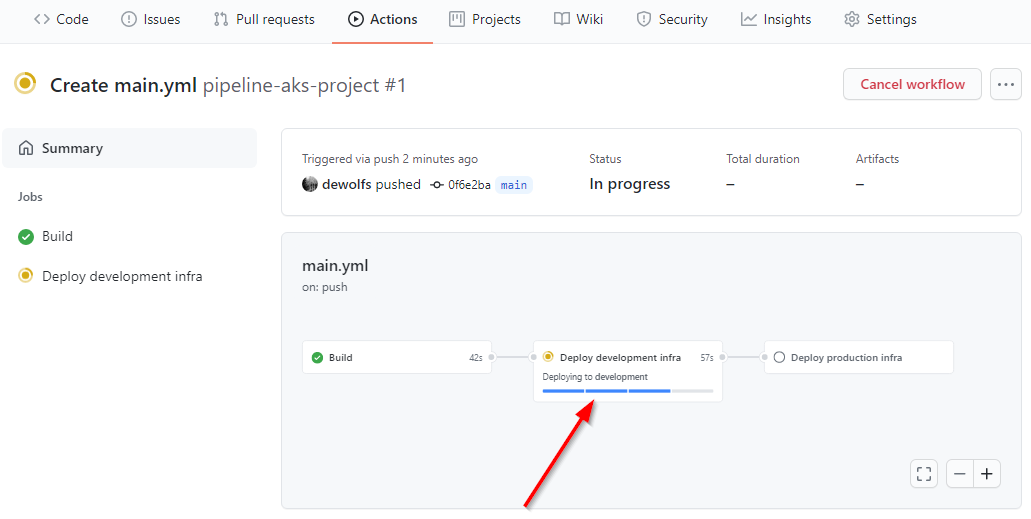 Code Issues Pull requests Actions Projects Wiki Security Insights Settings
Create main.yml pipeline-aks-project #1
Cancel workflow
Summary
Jobs
Build
Deploy development infra
Triggered via push 2 minutes ago
dewolfs pushed 0f6e2ba main
Status
In progress
Total duration
–
Artifacts
–
main.yml
on: push
Build 42s
Deploy development infra 57s
Deploying to development
Deploy production infra